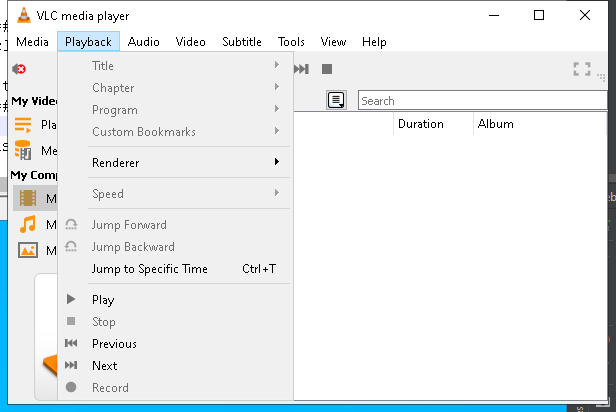 VLC media player
Media Playback Audio Video Subtitle Tools View Help
Title
Chapter
Program
Custom Bookmarks
Renderer
Speed
Jump Forward
Jump Backward
Jump to Specific Time Ctrl+T
Play
Stop
Previous
Next
Record
My Vide
Pla
Me
My Comp
M
M
M
Search
Duration Album